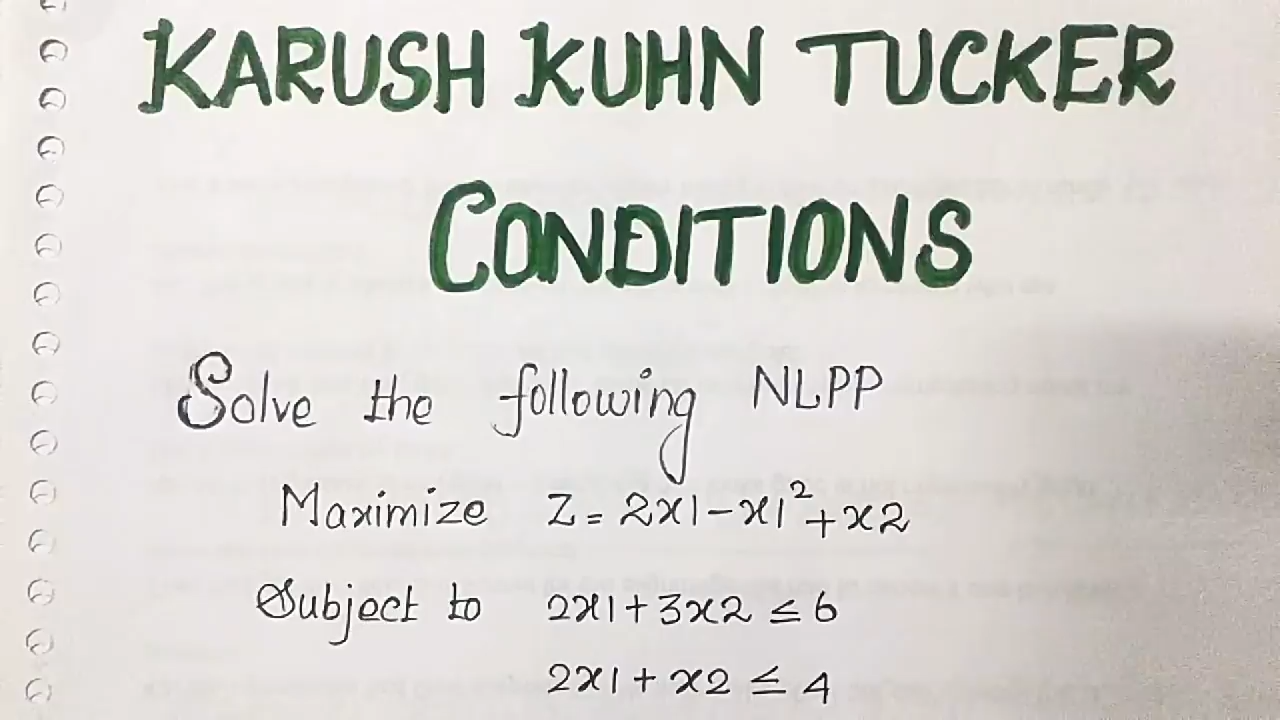 KARUSH KUHN TUCKER
CONDITIONS
Solve the following NLPP
Maximize Z = 2x1 - x1² + x2
Subject to 2x1 + 3x2 ≤ 6
2x1 + x2 ≤ 4